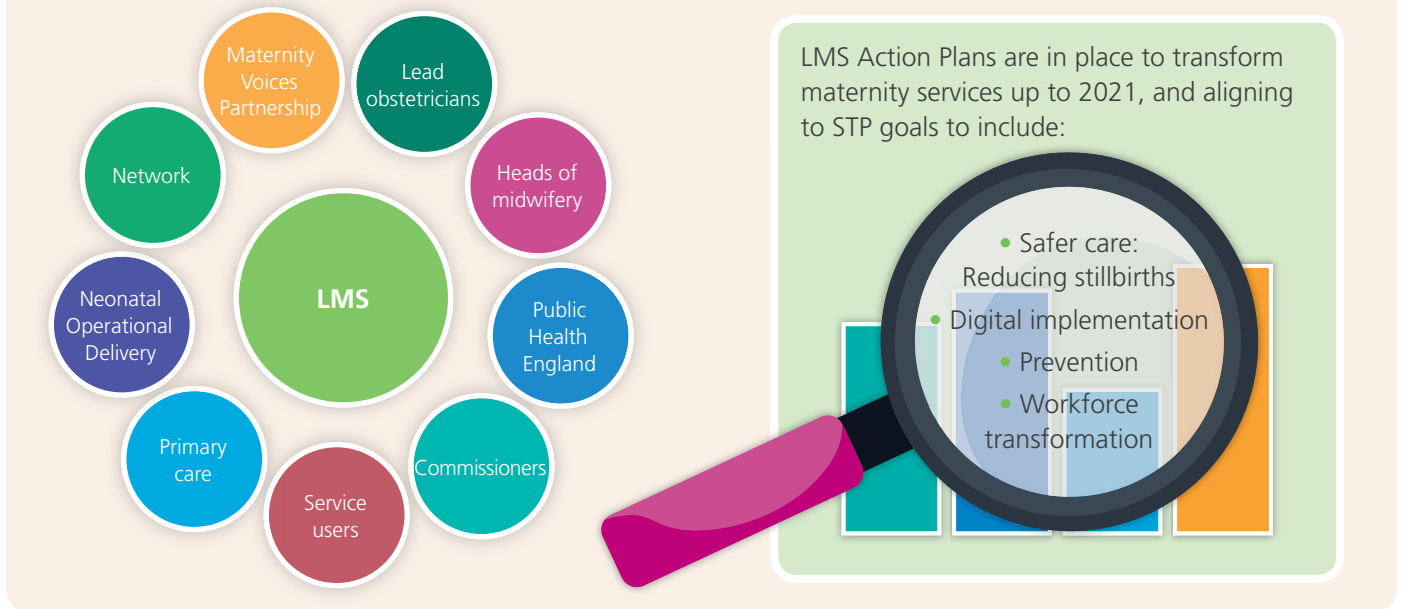 Maternity
Voices
Partnership
Lead
obstetricians
Heads of
midwifery
Public
Health
England
Commissioners
Service
users
Primary
care
Neonatal
Operational
Delivery
Network
LMS
LMS Action Plans are in place to transform
maternity services up to 2021, and aligning
to STP goals to include:
• Safer care:
Reducing stillbirths
• Digital implementation
• Prevention
• Workforce
transformation